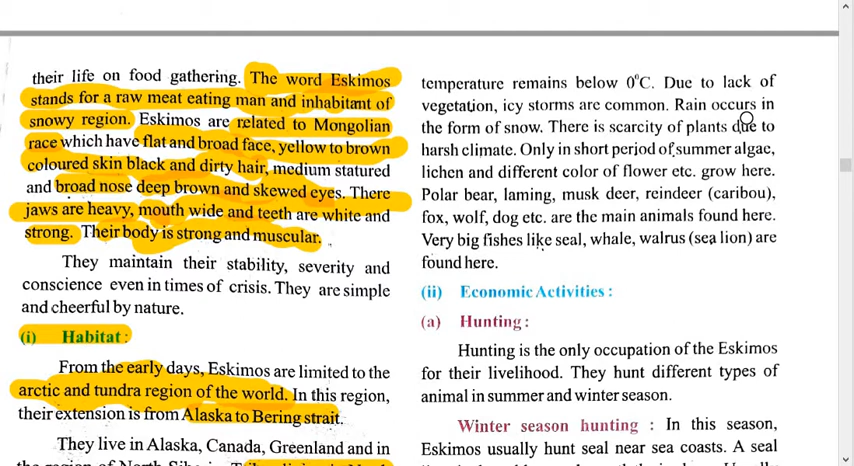 their life on food gathering. The word Eskimos
stands for a raw meat eating man and inhabitant of
snowy region. Eskimos are related to Mongolian
race which have flat and broad face, yellow to brown
coloured skin black and dirty hair, medium statured
and broad nose deep brown and skewed eyes. There
jaws are heavy, mouth wide and teeth are white and
strong. Their body is strong and muscular.
They maintain their stability, severity and
conscience even in times of crisis. They are simple
and cheerful by nature.
(i) Habitat :
From the early days, Eskimos are limited to the
arctic and tundra region of the world. In this region,
their extension is from Alaska to Bering strait.
They live in Alaska, Canada, Greenland and in
temperature remains below 0°C. Due to lack of
vegetation, icy storms are common. Rain occurs in
the form of snow. There is scarcity of plants due to
harsh climate. Only in short period of summer algae,
lichen and different color of flower etc. grow here.
Polar bear, laming, musk deer, reindeer (caribou),
fox, wolf, dog etc. are the main animals found here.
Very big fishes like seal, whale, walrus (sea lion) are
found here.
(ii) Economic Activities :
(a) Hunting :
Hunting is the only occupation of the Eskimos
for their livelihood. They hunt different types of
animal in summer and winter season.
Winter season hunting : In this season,
Eskimos usually hunt seal near sea coasts. A seal